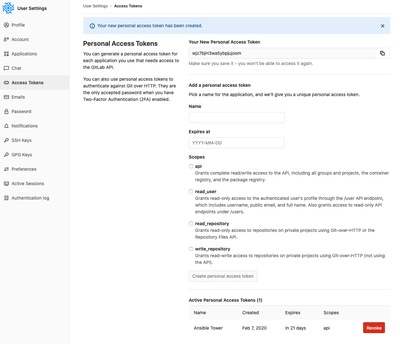 User Settings
Profile
Account
Applications
Chat
Access Tokens
Emails
Password
Notifications
SSH Keys
GPG Keys
Preferences
Active Sessions
Authentication log
User Settings > Access Tokens
Your new personal access token has been created.
Personal Access Tokens
You can generate a personal access token for
each application you use that needs access to
the GitLab API.
You can also use personal access tokens to
authenticate against Git over HTTP. They are
the only accepted password when you have
Two-Factor Authentication (2FA) enabled.
Your New Personal Access Token
Make sure you save it - you won't be able to access it again.
Add a personal access token
Pick a name for the application, and we'll give you a unique personal access token.
Name
Expires at
YYYY-MM-DD
Scopes
api
Grants complete read/write access to the API, including all groups and projects, the container
registry, and the package registry.
read_user
Grants read-only access to the authenticated user's profile through the /user API endpoint,
which includes username, public email, and full name. Also grants access to read-only API
endpoints under /users.
read_repository
Grants read-only access to repositories on private projects using Git-over-HTTP or the
Repository Files API.
write_repository
Grants read-write access to repositories on private projects using Git-over-HTTP (not using
the API).
Create personal access token
Active Personal Access Tokens (1)
Name Created Expires Scopes
Ansible Tower Feb 7, 2020 In 21 days api Revoke